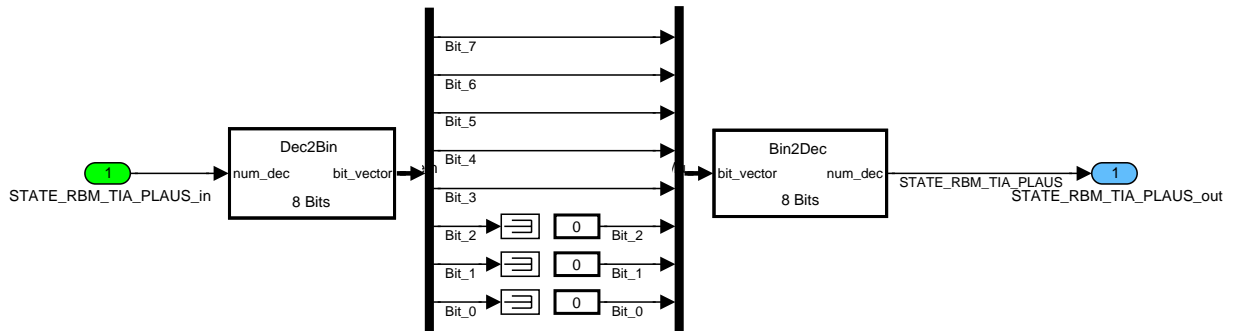 Bit_7
Bit_6
Bit_5
Bit_4
Bit_3
Bit_2
0
Bit_2
Bit_1
0
Bit_1
Bit_0
0
Bit_0
1
STATE_RBM_TIA_PLAUS_in
Dec2Bin
num_dec bit_vector
8 Bits
Bin2Dec
bit_vector num_dec
8 Bits
STATE_RBM_TIA_PLAUS
1
STATE_RBM_TIA_PLAUS_out